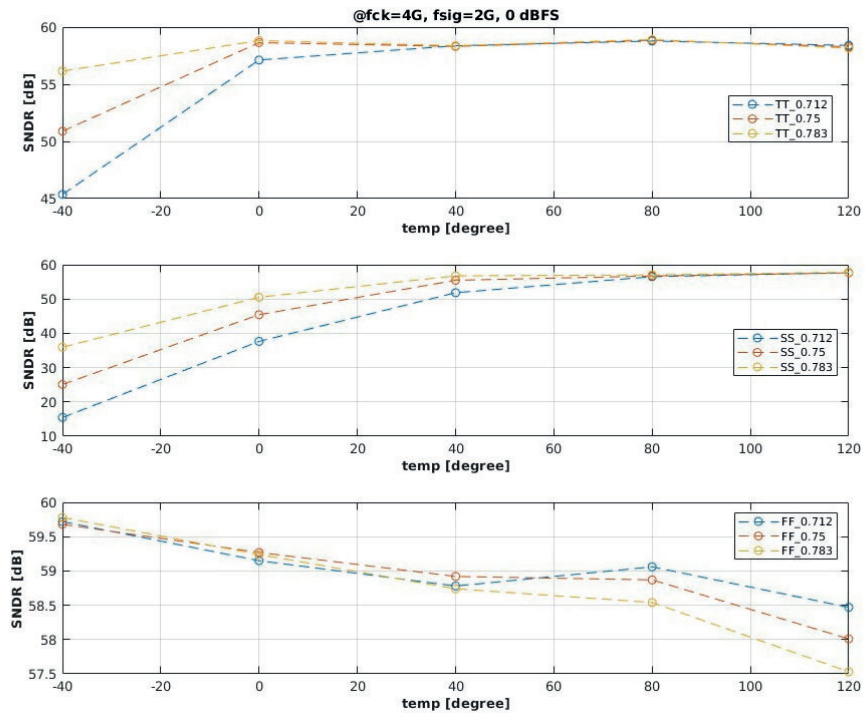 @fck=4G, fsig=2G, 0 dBFS
60
55
50
45
SNDR [dB]
TT_0.712
TT_0.75
TT_0.783
-40 -20 0 20 40 60 80 100 120
temp [degree]
60
50
40
30
20
10
SNDR [dB]
SS_0.712
SS_0.75
SS_0.783
-40 -20 0 20 40 60 80 100 120
temp [degree]
60
59.5
59
58.5
58
57.5
SNDR [dB]
FF_0.712
FF_0.75
FF_0.783
-40 -20 0 20 40 60 80 100 120
temp [degree]